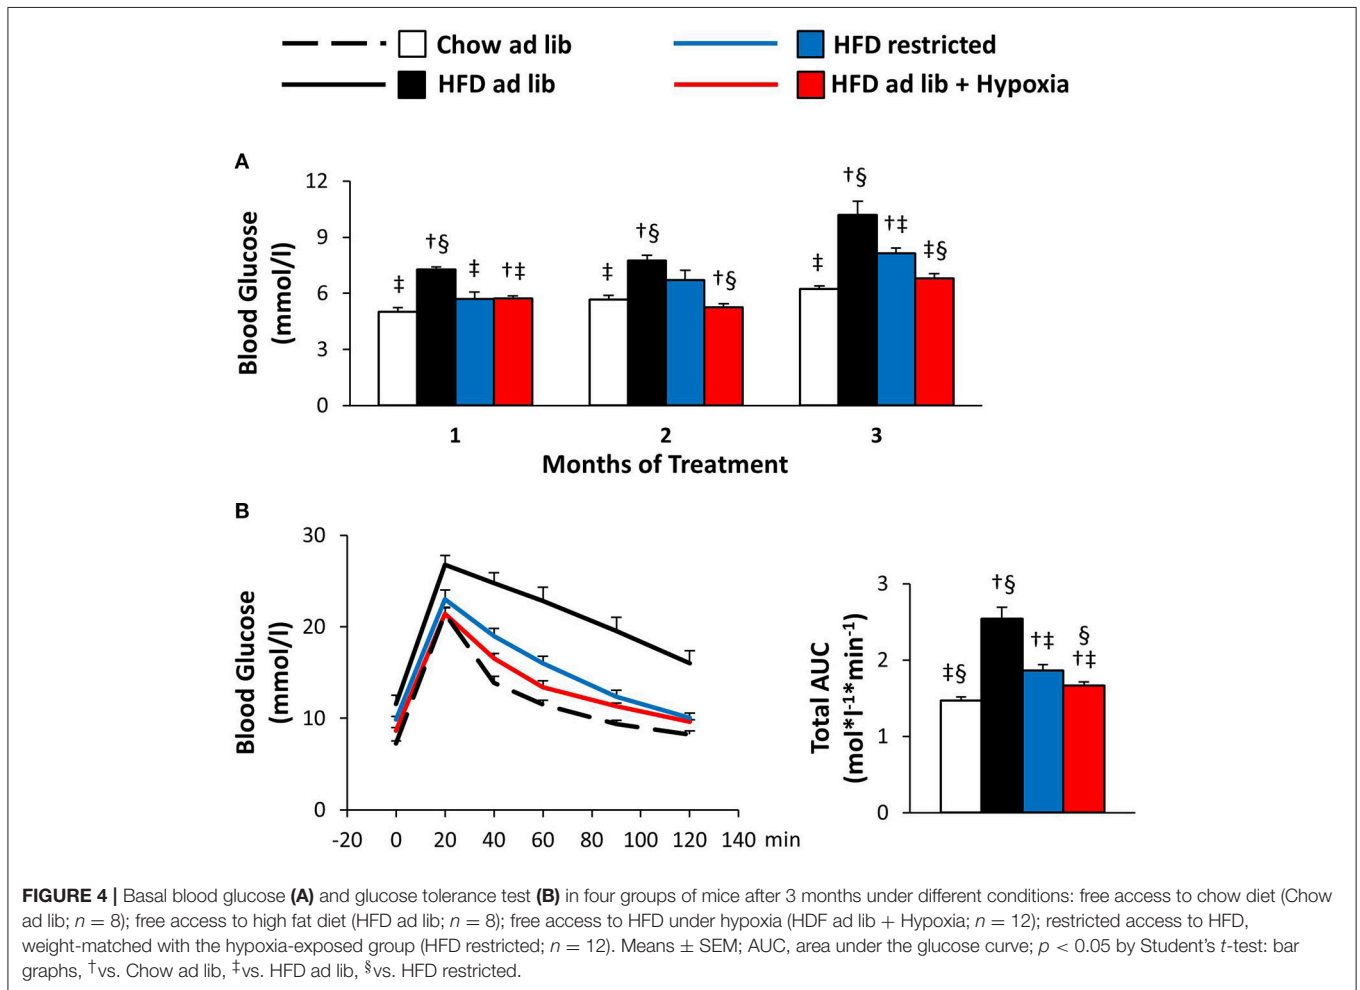 Chow ad lib
HFD restricted
HFD ad lib
HFD ad lib + Hypoxia
A
Blood Glucose
(mmol/l)
12
9
6
3
0
‡
†§
‡
†‡
‡
†§
†§
‡
†§
†‡
‡§
1
2
3
Months of Treatment
B
Blood Glucose
(mmol/l)
30
20
10
0
-20
0
20
40
60
80
100
120
140
min
Total AUC
(mol*l⁻¹*min⁻¹)
3
2
1
0
‡§
†§
†‡
§
†‡
FIGURE 4 | Basal blood glucose (A) and glucose tolerance test (B) in four groups of mice after 3 months under different conditions: free access to chow diet (Chow
ad lib; n = 8); free access to high fat diet (HFD ad lib; n = 8); free access to HFD under hypoxia (HDF ad lib + Hypoxia; n = 12); restricted access to HFD,
weight-matched with the hypoxia-exposed group (HFD restricted; n = 12). Means ± SEM; AUC, area under the glucose curve; p < 0.05 by Student's t-test: bar
graphs, †vs. Chow ad lib, ‡vs. HFD ad lib, §vs. HFD restricted.